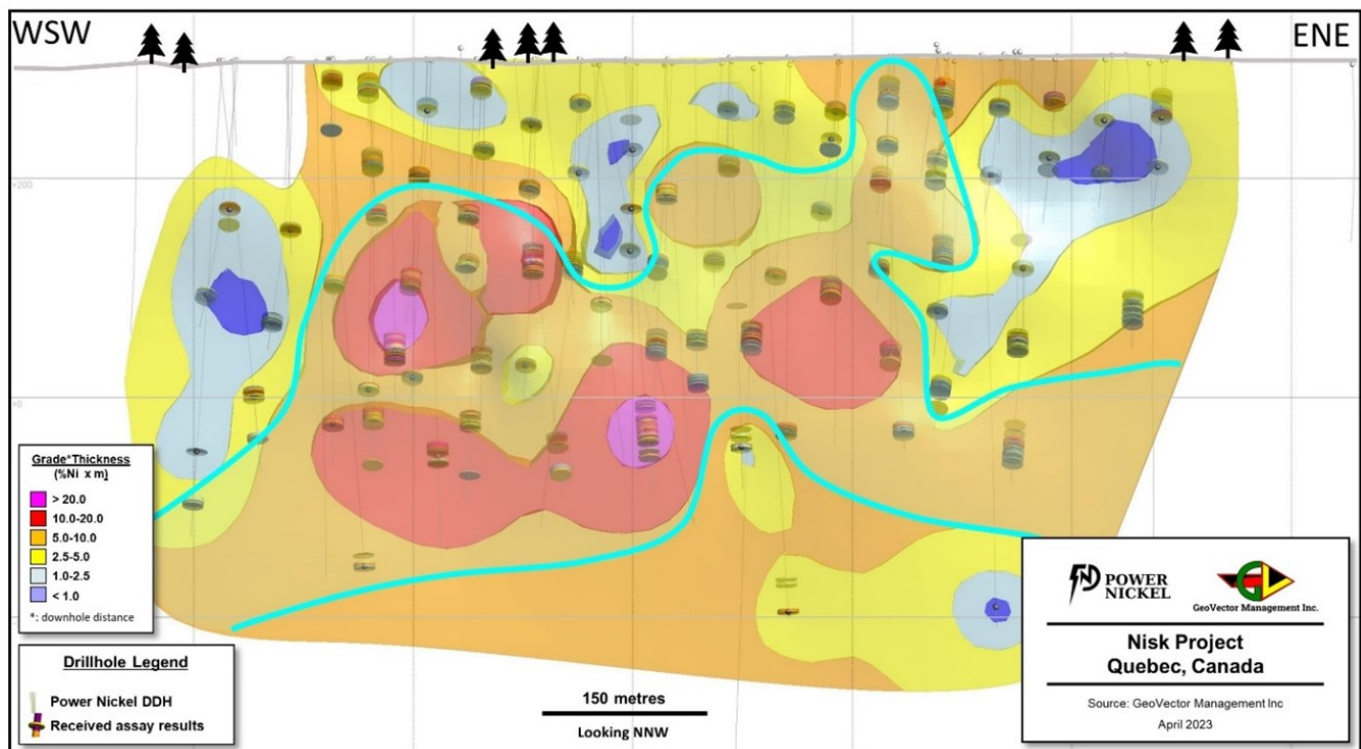 WSW
ENE
+200
+0
Grade*Thickness
(%Ni x m)
> 20.0
10.0-20.0
5.0-10.0
2.5-5.0
1.0-2.5
< 1.0
*: downhole distance
Drillhole Legend
Power Nickel DDH
Received assay results
150 metres
Looking NNW
POWER
NICKEL
GeoVector Management Inc.
Nisk Project
Quebec, Canada
Source: GeoVector Management Inc
April 2023